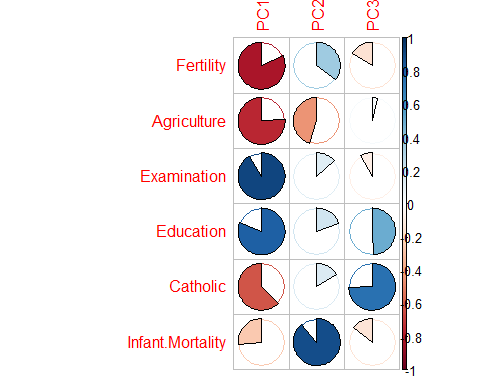 PC1 PC2 PC3
1
Fertility
0.8
0.6
Agriculture
0.4
Examination
0.2
0
Education
-0.2
-0.4
Catholic
-0.6
-0.8
Infant.Mortality
-1